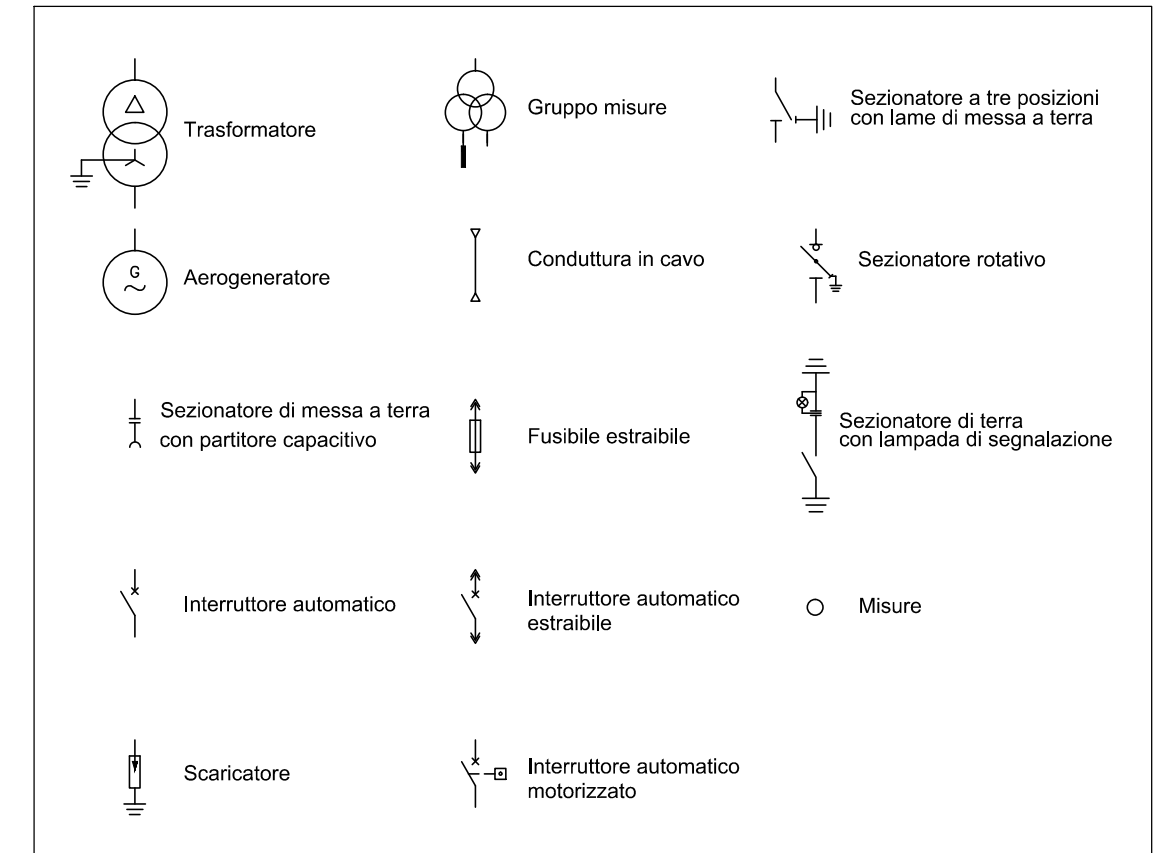 Trasformatore
Gruppo misure
Sezionatore a tre posizioni
con lame di messa a terra
G
Aerogeneratore
Conduttura in cavo
Sezionatore rotativo
Sezionatore di messa a terra
con partitore capacitivo
Fusibile estraibile
Sezionatore di terra
con lampada di segnalazione
Interruttore automatico
Interruttore automatico
estraibile
Misure
Scaricatore
Interruttore automatico
motorizzato